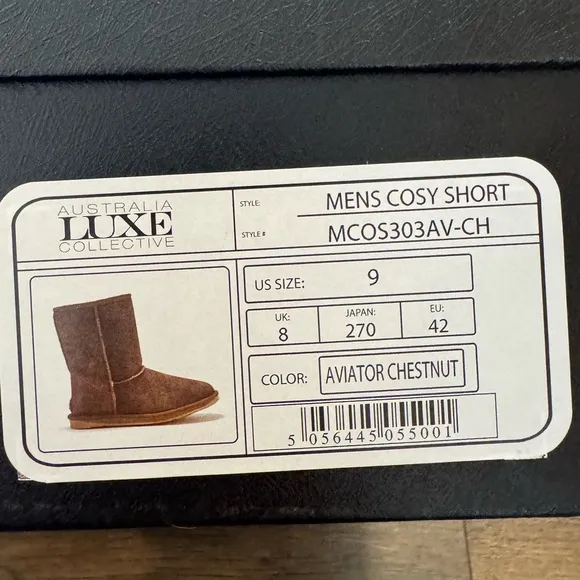 AUSTRALIA
LUXE
COLLECTIVE
STYLE: MENS COSY SHORT
STYLE # MCOS303AV-CH
US SIZE: 9
UK: JAPAN: EU:
8 270 42
COLOR: AVIATOR CHESTNUT
5 056445 055001